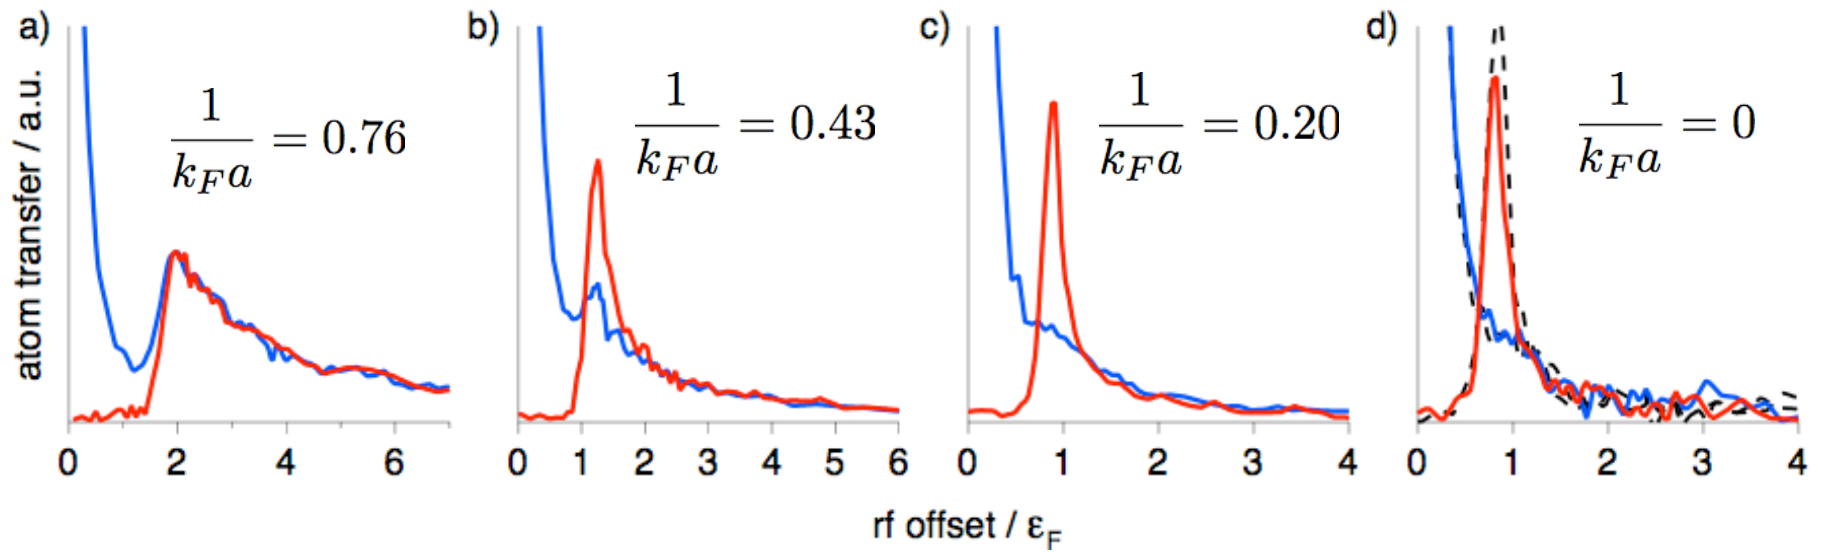 a) b) c) d)
1/(k_F a) = 0.76
1/(k_F a) = 0.43
1/(k_F a) = 0.20
1/(k_F a) = 0
atom transfer / a.u.
0 2 4 6
0 1 2 3 4 5 6
0 1 2 3 4
0 1 2 3 4
rf offset / ε_F